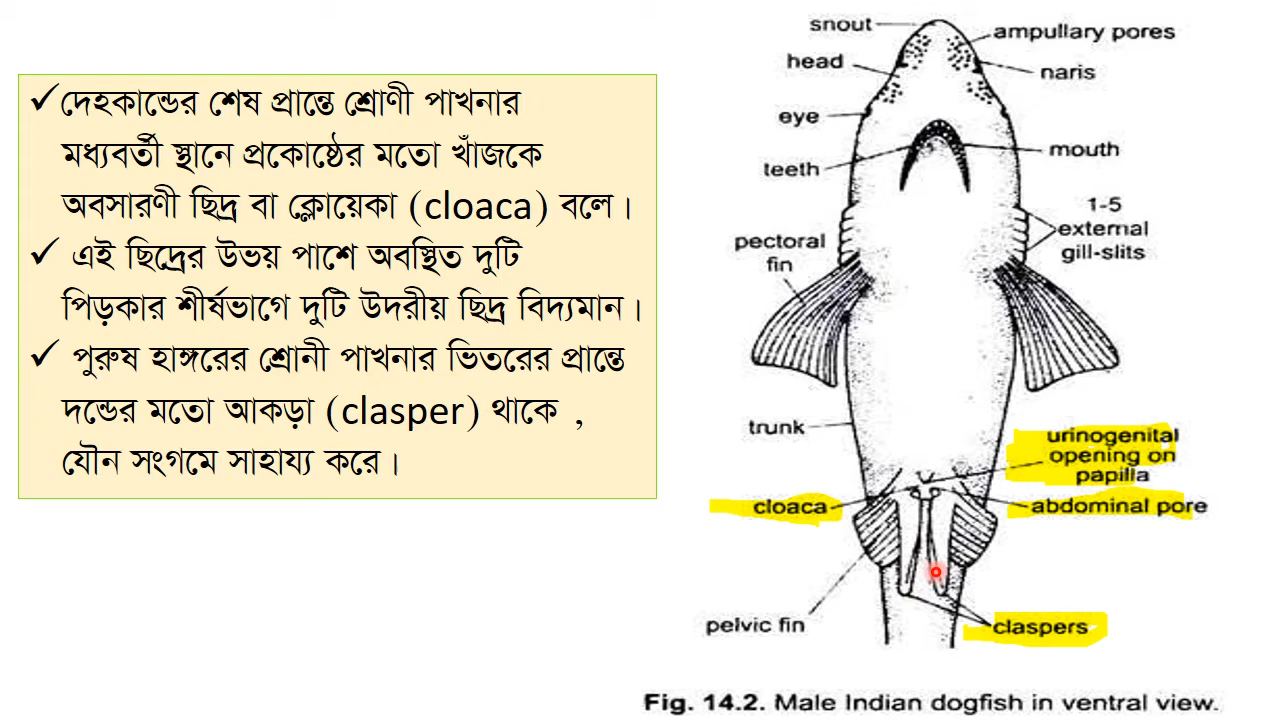 ✓দেহকান্ডের শেষ প্রান্তে শ্রোণী পাখনার
মধ্যবর্তী স্থানে প্রকোষ্ঠের মতো খাঁজকে
অবসারণী ছিদ্র বা ক্লোয়েকা (cloaca) বলে।
✓ এই ছিদ্রের উভয় পাশে অবস্থিত দুটি
পিড়কার শীর্ষভাগে দুটি উদরীয় ছিদ্র বিদ্যমান।
✓ পুরুষ হাঙ্গরের শ্রোনী পাখনার ভিতরের প্রান্তে
দন্ডের মতো আকড়া (clasper) থাকে ,
যৌন সংগমে সাহায্য করে।
snout
ampullary pores
head
naris
eye
mouth
teeth
1-5
external
gill-slits
pectoral
fin
trunk
urinogenital
opening on
papilla
cloaca
abdominal pore
pelvic fin
claspers
Fig. 14.2. Male Indian dogfish in ventral view.